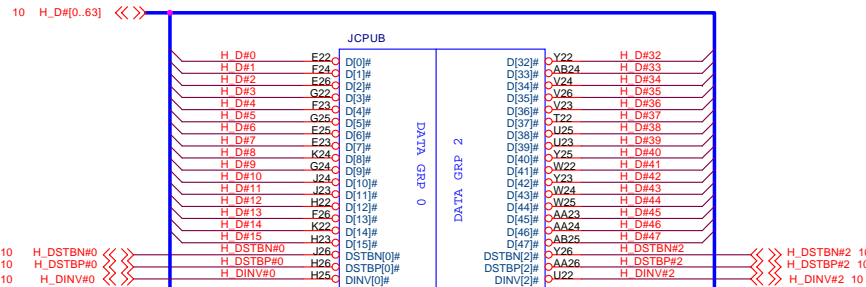 10 H_D#[0..63]
JCPUB
H_D#0 E22 D[0]# D[32]# Y22 H_D#32
H_D#1 F24 D[1]# D[33]# AB24 H_D#33
H_D#2 E26 D[2]# D[34]# V24 H_D#34
H_D#3 G22 D[3]# D[35]# V26 H_D#35
H_D#4 F23 D[4]# D[36]# V23 H_D#36
H_D#5 G25 D[5]# D[37]# T22 H_D#37
H_D#6 E25 D[6]# D[38]# U25 H_D#38
H_D#7 E23 D[7]# D[39]# U23 H_D#39
H_D#8 K24 D[8]# D[40]# Y25 H_D#40
H_D#9 G24 D[9]# D[41]# W22 H_D#41
H_D#10 J24 D[10]# D[42]# Y23 H_D#42
H_D#11 J23 D[11]# D[43]# W24 H_D#43
H_D#12 H22 D[12]# D[44]# W25 H_D#44
H_D#13 F26 D[13]# D[45]# AA23 H_D#45
H_D#14 K22 D[14]# D[46]# AA24 H_D#46
H_D#15 H23 D[15]# D[47]# AB25 H_D#47
10 H_DSTBN#0 H_DSTBN#0 J26 DSTBN[0]# DSTBN[2]# Y26 H_DSTBN#2 H_DSTBN#2 10
10 H_DSTBP#0 H_DSTBP#0 H26 DSTBP[0]# DSTBP[2]# AA26 H_DSTBP#2 H_DSTBP#2 10
10 H_DINV#0 H_DINV#0 H25 DINV[0]# DINV[2]# U22 H_DINV#2 H_DINV#2 10
DATA GRP 0
DATA GRP 2